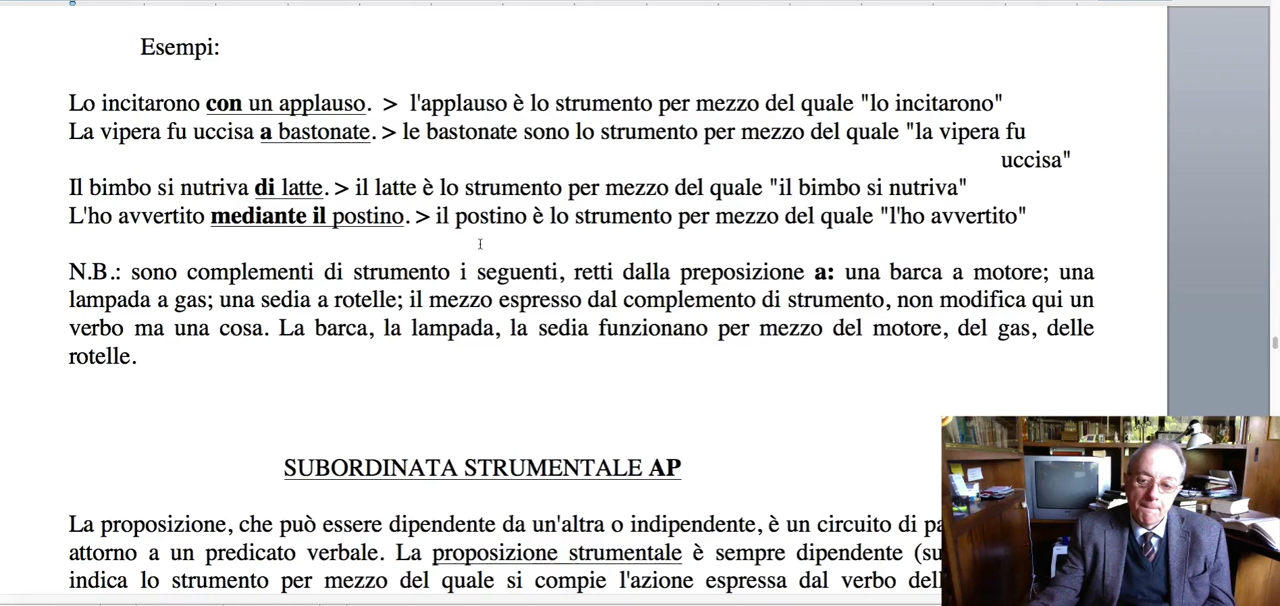 Esempi:
Lo incitarono con un applauso. > l'applauso è lo strumento per mezzo del quale "lo incitarono"
La vipera fu uccisa a bastonate. > le bastonate sono lo strumento per mezzo del quale "la vipera fu
uccisa"
Il bimbo si nutriva di latte. > il latte è lo strumento per mezzo del quale "il bimbo si nutriva"
L'ho avvertito mediante il postino. > il postino è lo strumento per mezzo del quale "l'ho avvertito"
N.B.: sono complementi di strumento i seguenti, retti dalla preposizione a: una barca a motore; una
lampada a gas; una sedia a rotelle; il mezzo espresso dal complemento di strumento, non modifica qui un
verbo ma una cosa. La barca, la lampada, la sedia funzionano per mezzo del motore, del gas, delle
rotelle.
SUBORDINATA STRUMENTALE AP
La proposizione, che può essere dipendente da un'altra o indipendente, è un circuito di
attorno a un predicato verbale. La proposizione strumentale è sempre dipendente
indica lo strumento per mezzo del quale si compie l'azione espressa dal verbo